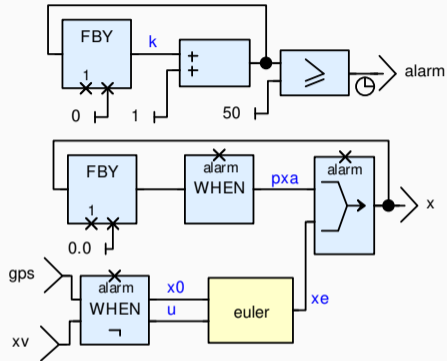 FBY
k
+
+
1
0
1
50
≥
alarm
FBY
alarm
WHEN
pxa
alarm
1
0.0
x
gps
alarm
WHEN
¬
x0
u
euler
xe
xv